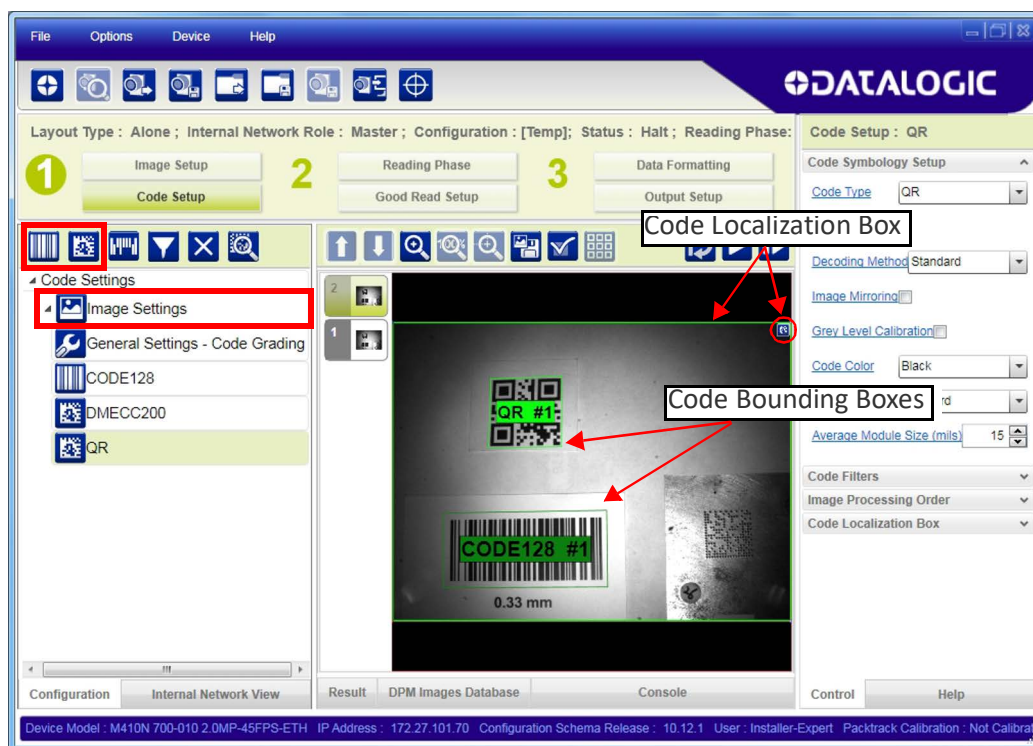 File Options Device Help
DATALOGIC
Layout Type : Alone ; Internal Network Role : Master ; Configuration : [Temp]; Status : Halt ; Reading Phase:
1 Image Setup 2 Reading Phase 3 Data Formatting
Code Setup Good Read Setup Output Setup
Code Setup : QR
Code Symbology Setup
Code Type QR
Code Localization Box
Decoding Method Standard
Image Mirroring
Grey Level Calibration
Code Color Black
Code Bounding Boxes
rd
Average Module Size (mils) 15
Code Filters
Image Processing Order
Code Localization Box
Code Settings
Image Settings
General Settings - Code Grading
CODE128
DMECC200
QR
100%
2
1
QR #1
CODE128 #1
0.33 mm
Configuration Internal Network View
Result DPM Images Database Console
Control Help
Device Model : M410N 700-010 2.0MP-45FPS-ETH IP Address : 172.27.101.70 Configuration Schema Release : 10.12.1 User : Installer-Expert Packtrack Calibration : Not Calibra